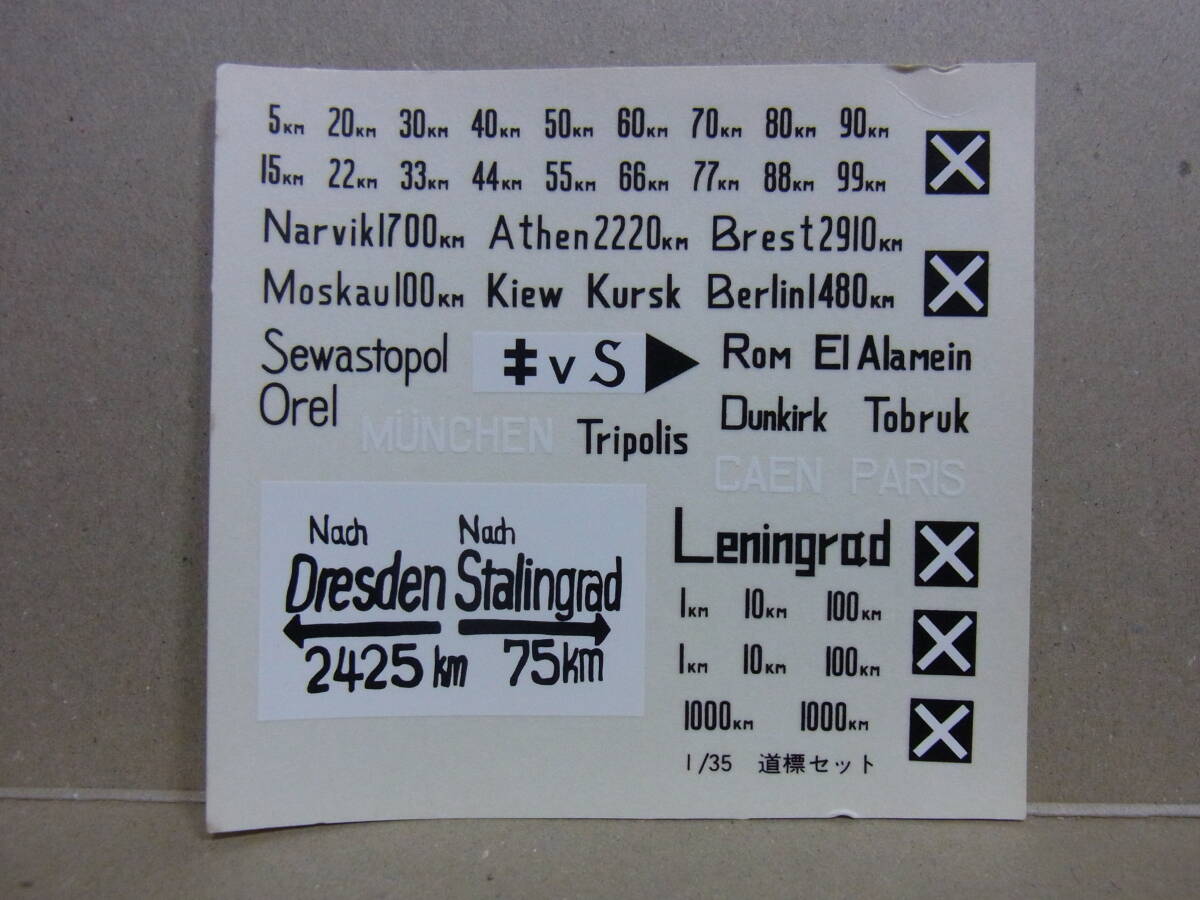 5KM 20KM 30KM 40KM 50KM 60KM 70KM 80KM 90KM
15KM 22KM 33KM 44KM 55KM 66KM 77KM 88KM 99KM
Narvik1700KM Athen2220KM Brest2910KM
Moskau100KM Kiew Kursk Berlin1480KM
Sewastopol
v S
Rom El Alamein
Orel
MÜNCHEN
Tripolis
Dunkirk Tobruk
CAEN PARIS
Nach Nach
Dresden Stalingrad
2425 km 75km
Leningrad
1KM 10KM 100KM
1KM 10KM 100KM
1000KM 1000KM
1/35 道標セット